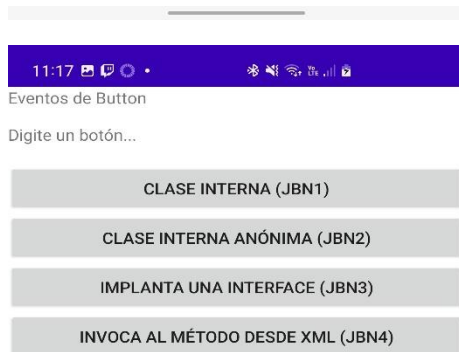 11:17
Eventos de Button
Digite un botón...
CLASE INTERNA (JBN1)
CLASE INTERNA ANÓNIMA (JBN2)
IMPLANTA UNA INTERFACE (JBN3)
INVOCA AL MÉTODO DESDE XML (JBN4)